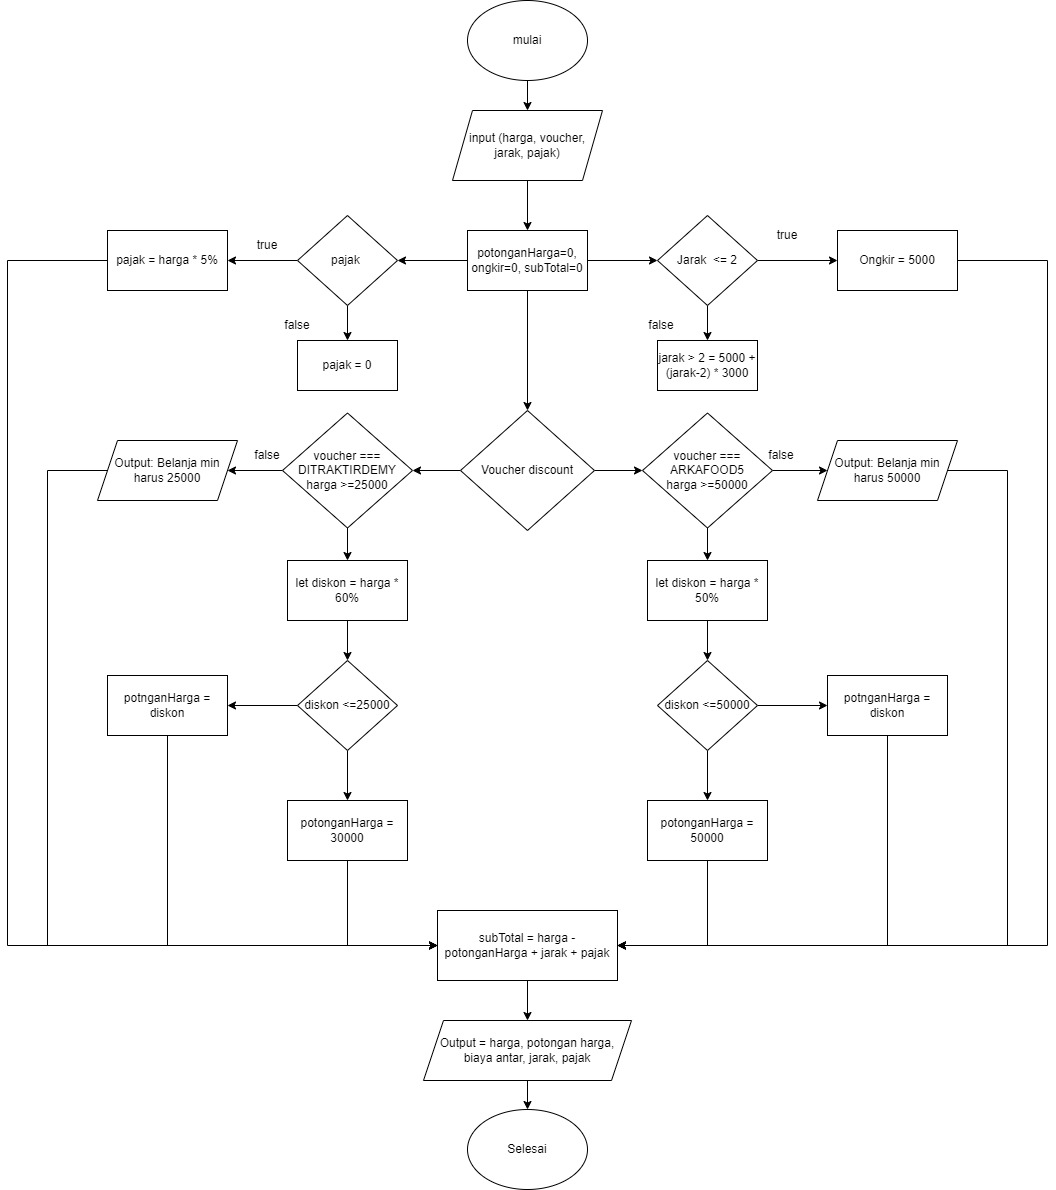 mulai
input (harga, voucher,
jarak, pajak)
true
pajak = harga * 5%
pajak
potonganHarga=0,
ongkir=0, subTotal=0
Jarak <= 2
true
Ongkir = 5000
false
pajak = 0
false
jarak > 2 = 5000 +
(jarak-2) * 3000
Output: Belanja min
harus 25000
false
voucher ===
DITRAKTIRDEMY
harga >=25000
Voucher discount
voucher ===
ARKAFOOD5
harga >=50000
false
Output: Belanja min
harus 50000
let diskon = harga *
60%
let diskon = harga *
50%
potnganHarga =
diskon
diskon <=25000
diskon <=50000
potnganHarga =
diskon
potonganHarga =
30000
potonganHarga =
50000
subTotal = harga -
potonganHarga + jarak + pajak
Output = harga, potongan harga,
biaya antar, jarak, pajak
Selesai